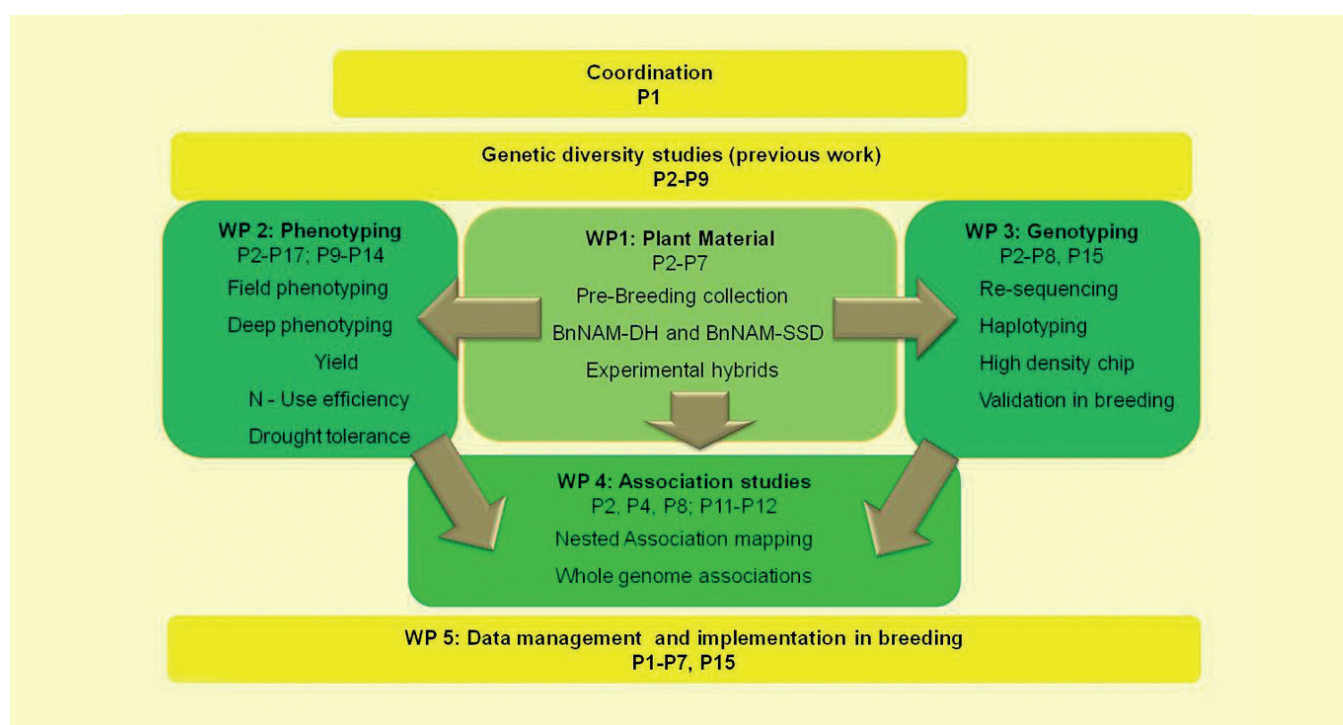 Coordination
P1
Genetic diversity studies (previous work)
P2-P9
WP 2: Phenotyping
P2-P17; P9-P14
Field phenotyping
Deep phenotyping
Yield
N - Use efficiency
Drought tolerance
WP1: Plant Material
P2-P7
Pre-Breeding collection
BnNAM-DH and BnNAM-SSD
Experimental hybrids
WP 3: Genotyping
P2-P8, P15
Re-sequencing
Haplotyping
High density chip
Validation in breeding
WP 4: Association studies
P2, P4, P8; P11-P12
Nested Association mapping
Whole genome associations
WP 5: Data management and implementation in breeding
P1-P7, P15